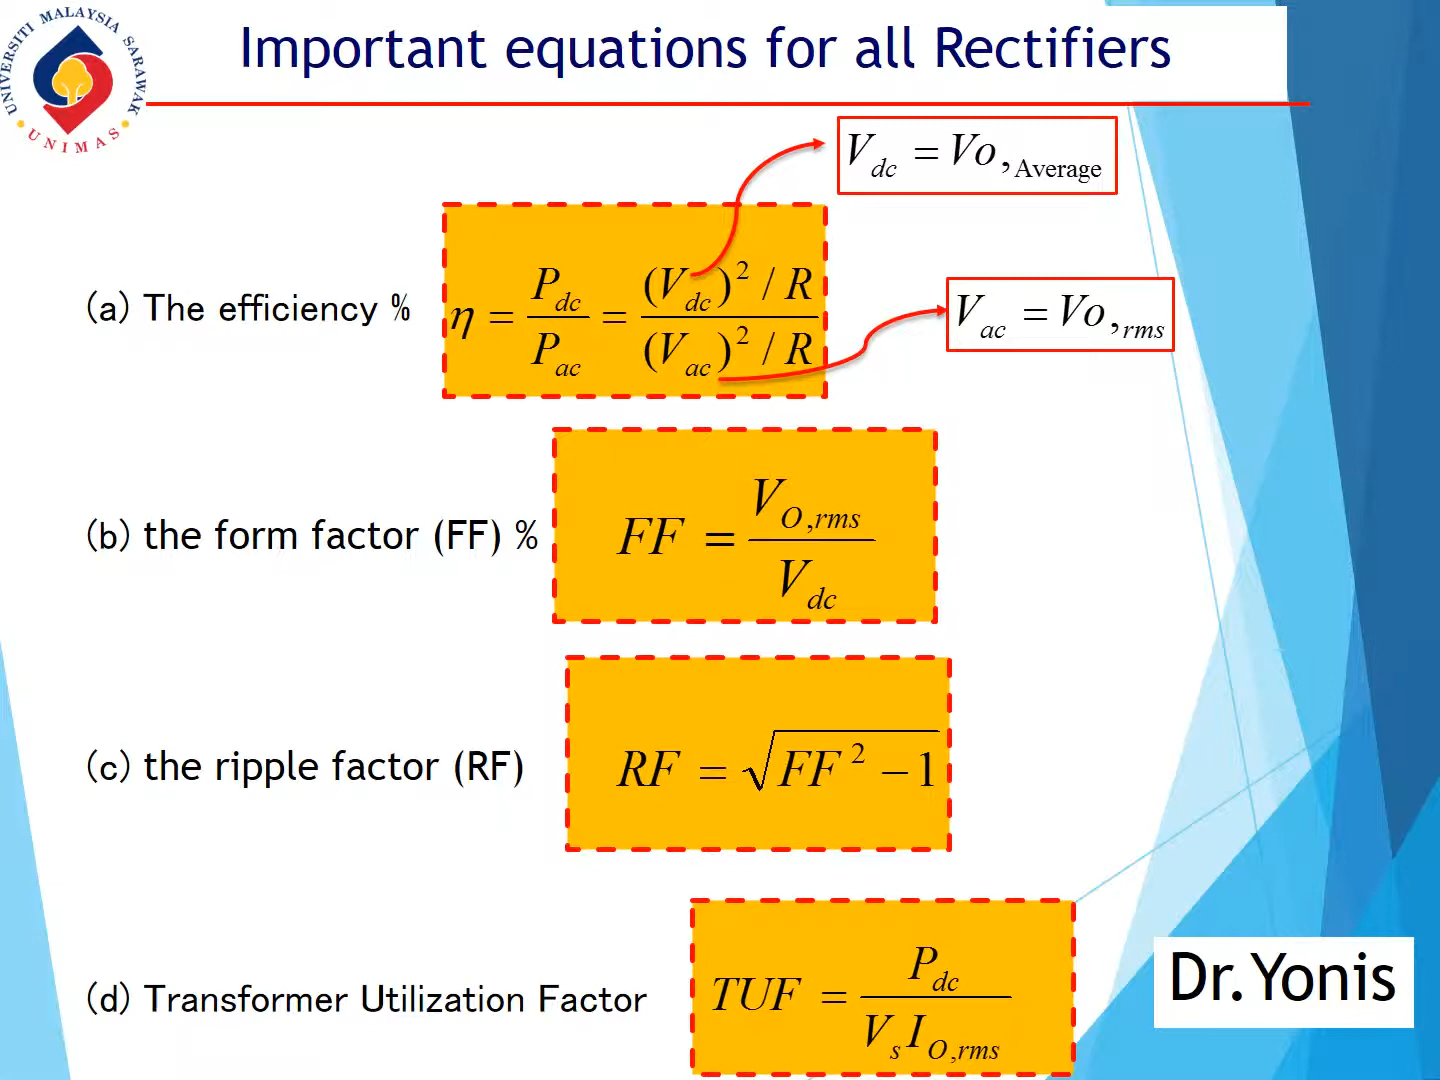 UNIVERSITI MALAYSIA SARAWAK
UNIMAS
Important equations for all Rectifiers
V_dc = Vo,_Average
(a) The efficiency % η = P_dc / P_ac = (V_dc)^2 / R / (V_ac)^2 / R
V_ac = Vo,_rms
(b) the form factor (FF) % FF = V_O,rms / V_dc
(c) the ripple factor (RF) RF = √FF^2 − 1
(d) Transformer Utilization Factor TUF = P_dc / V_s I_O,rms
Dr.Yonis